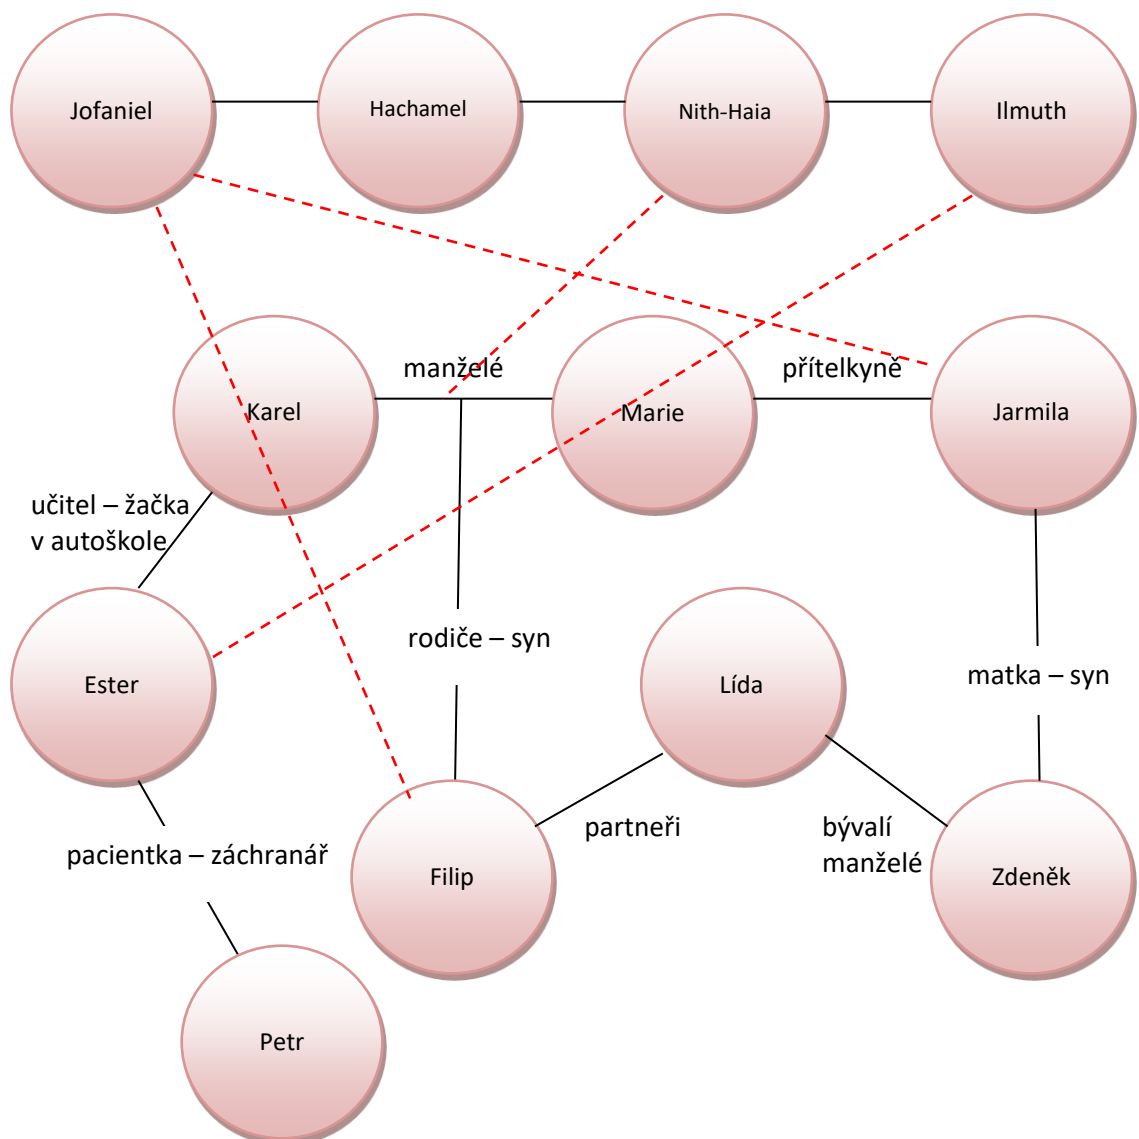 Jofaniel
Hachamel
Nith-Haia
Ilmuth
manželé
přítelkyně
Karel
Marie
Jarmila
učitel – žačka
v autoškole
rodiče – syn
Ester
Lída
matka – syn
partneři
bývalí
manželé
pacientka – záchranář
Filip
Zdeněk
Petr